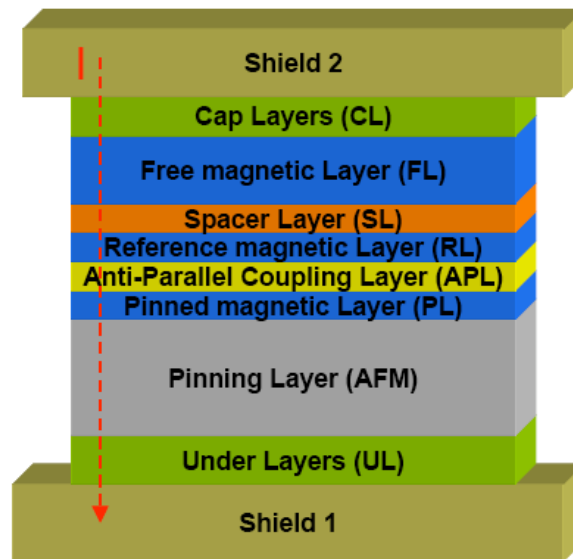 I
Shield 2
Cap Layers (CL)
Free magnetic Layer (FL)
Spacer Layer (SL)
Reference magnetic Layer (RL)
Anti-Parallel Coupling Layer (APL)
Pinned magnetic Layer (PL)
Pinning Layer (AFM)
Under Layers (UL)
Shield 1